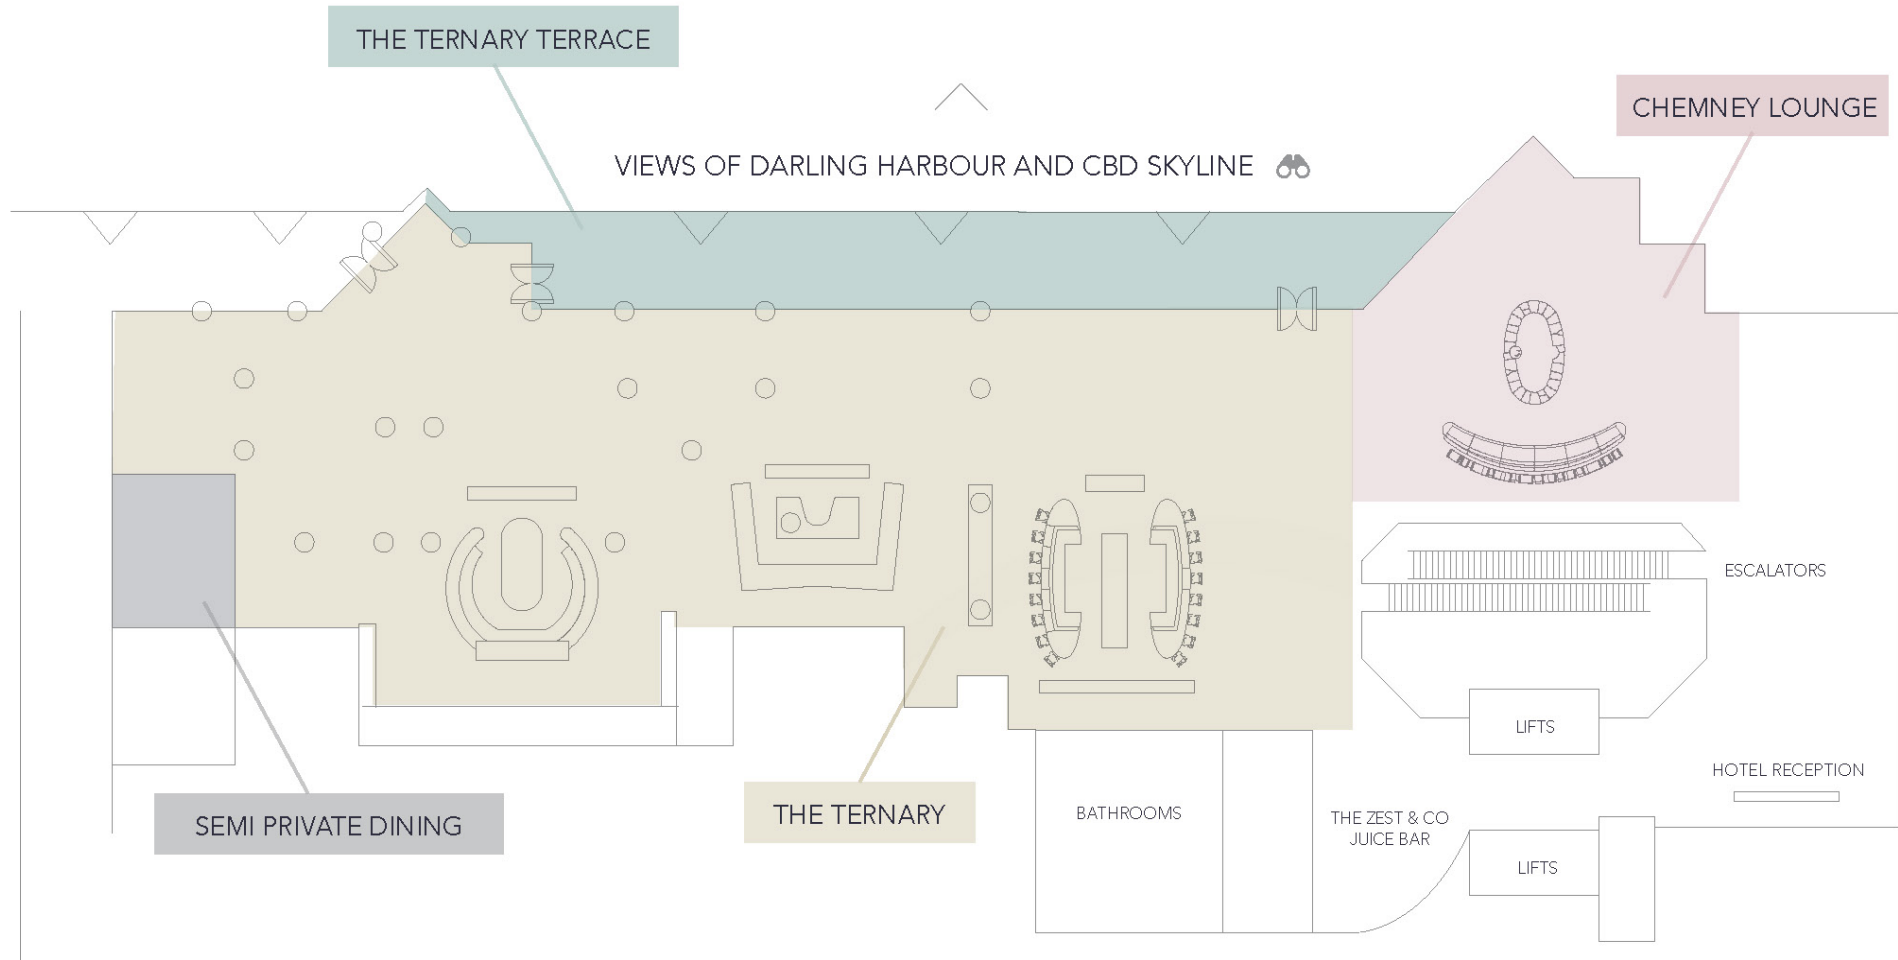 THE TERNARY TERRACE
CHEMNEY LOUNGE
VIEWS OF DARLING HARBOUR AND CBD SKYLINE
ESCALATORS
LIFTS
HOTEL RECEPTION
SEMI PRIVATE DINING
THE TERNARY
BATHROOMS
THE ZEST & CO
JUICE BAR
LIFTS